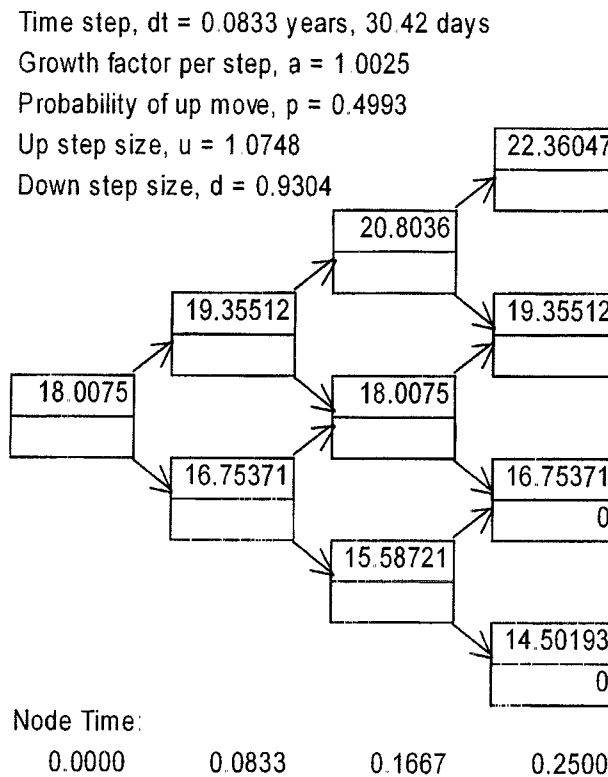 Time step, dt = 0.0833 years, 30.42 days
Growth factor per step, a = 1.0025
Probability of up move, p = 0.4993
Up step size, u = 1.0748
Down step size, d = 0.9304
22.36047
20.8036
19.35512
19.35512
18.0075
18.0075
16.75371
16.75371
0
15.58721
14.50193
0
Node Time:
0.0000 0.0833 0.1667 0.2500